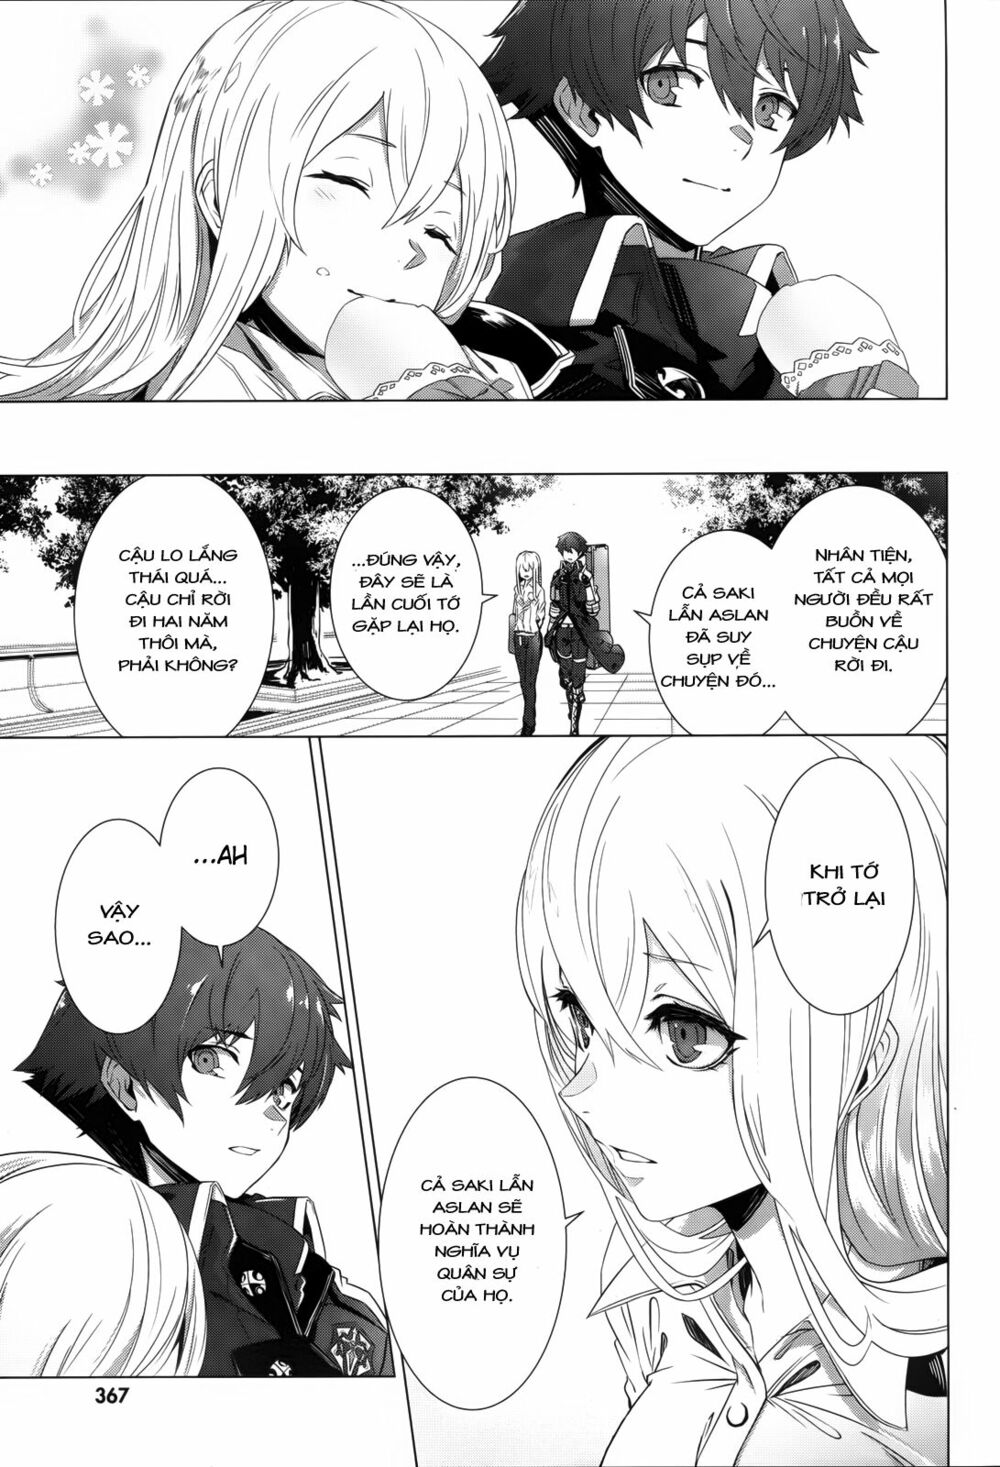 NHÂN TIỆN,
TẤT CẢ MỌI
NGƯỜI ĐỀU RẤT
BUỒN VỀ
CHUYỆN CẬU
RỜI ĐI.
CẢ SAKI
LẪN ASLAN
ĐÃ SUY
SỤP VỀ
CHUYỆN ĐÓ...
...ĐÚNG VẬY,
ĐÂY SẼ LÀ
LẦN CUỐI TỚ
GẶP LẠI HỌ.
CẬU LO LẮNG
THÁI QUÁ...
CẬU CHỈ RỜI
ĐI HAI NĂM
THÔI MÀ,
PHẢI KHÔNG?
KHI TỚ
TRỞ LẠI
CẢ SAKI LẪN
ASLAN SẼ
HOÀN THÀNH
NGHĨA VỤ
QUÂN SỰ
CỦA HỌ.
...AH
VẬY
SAO...
367